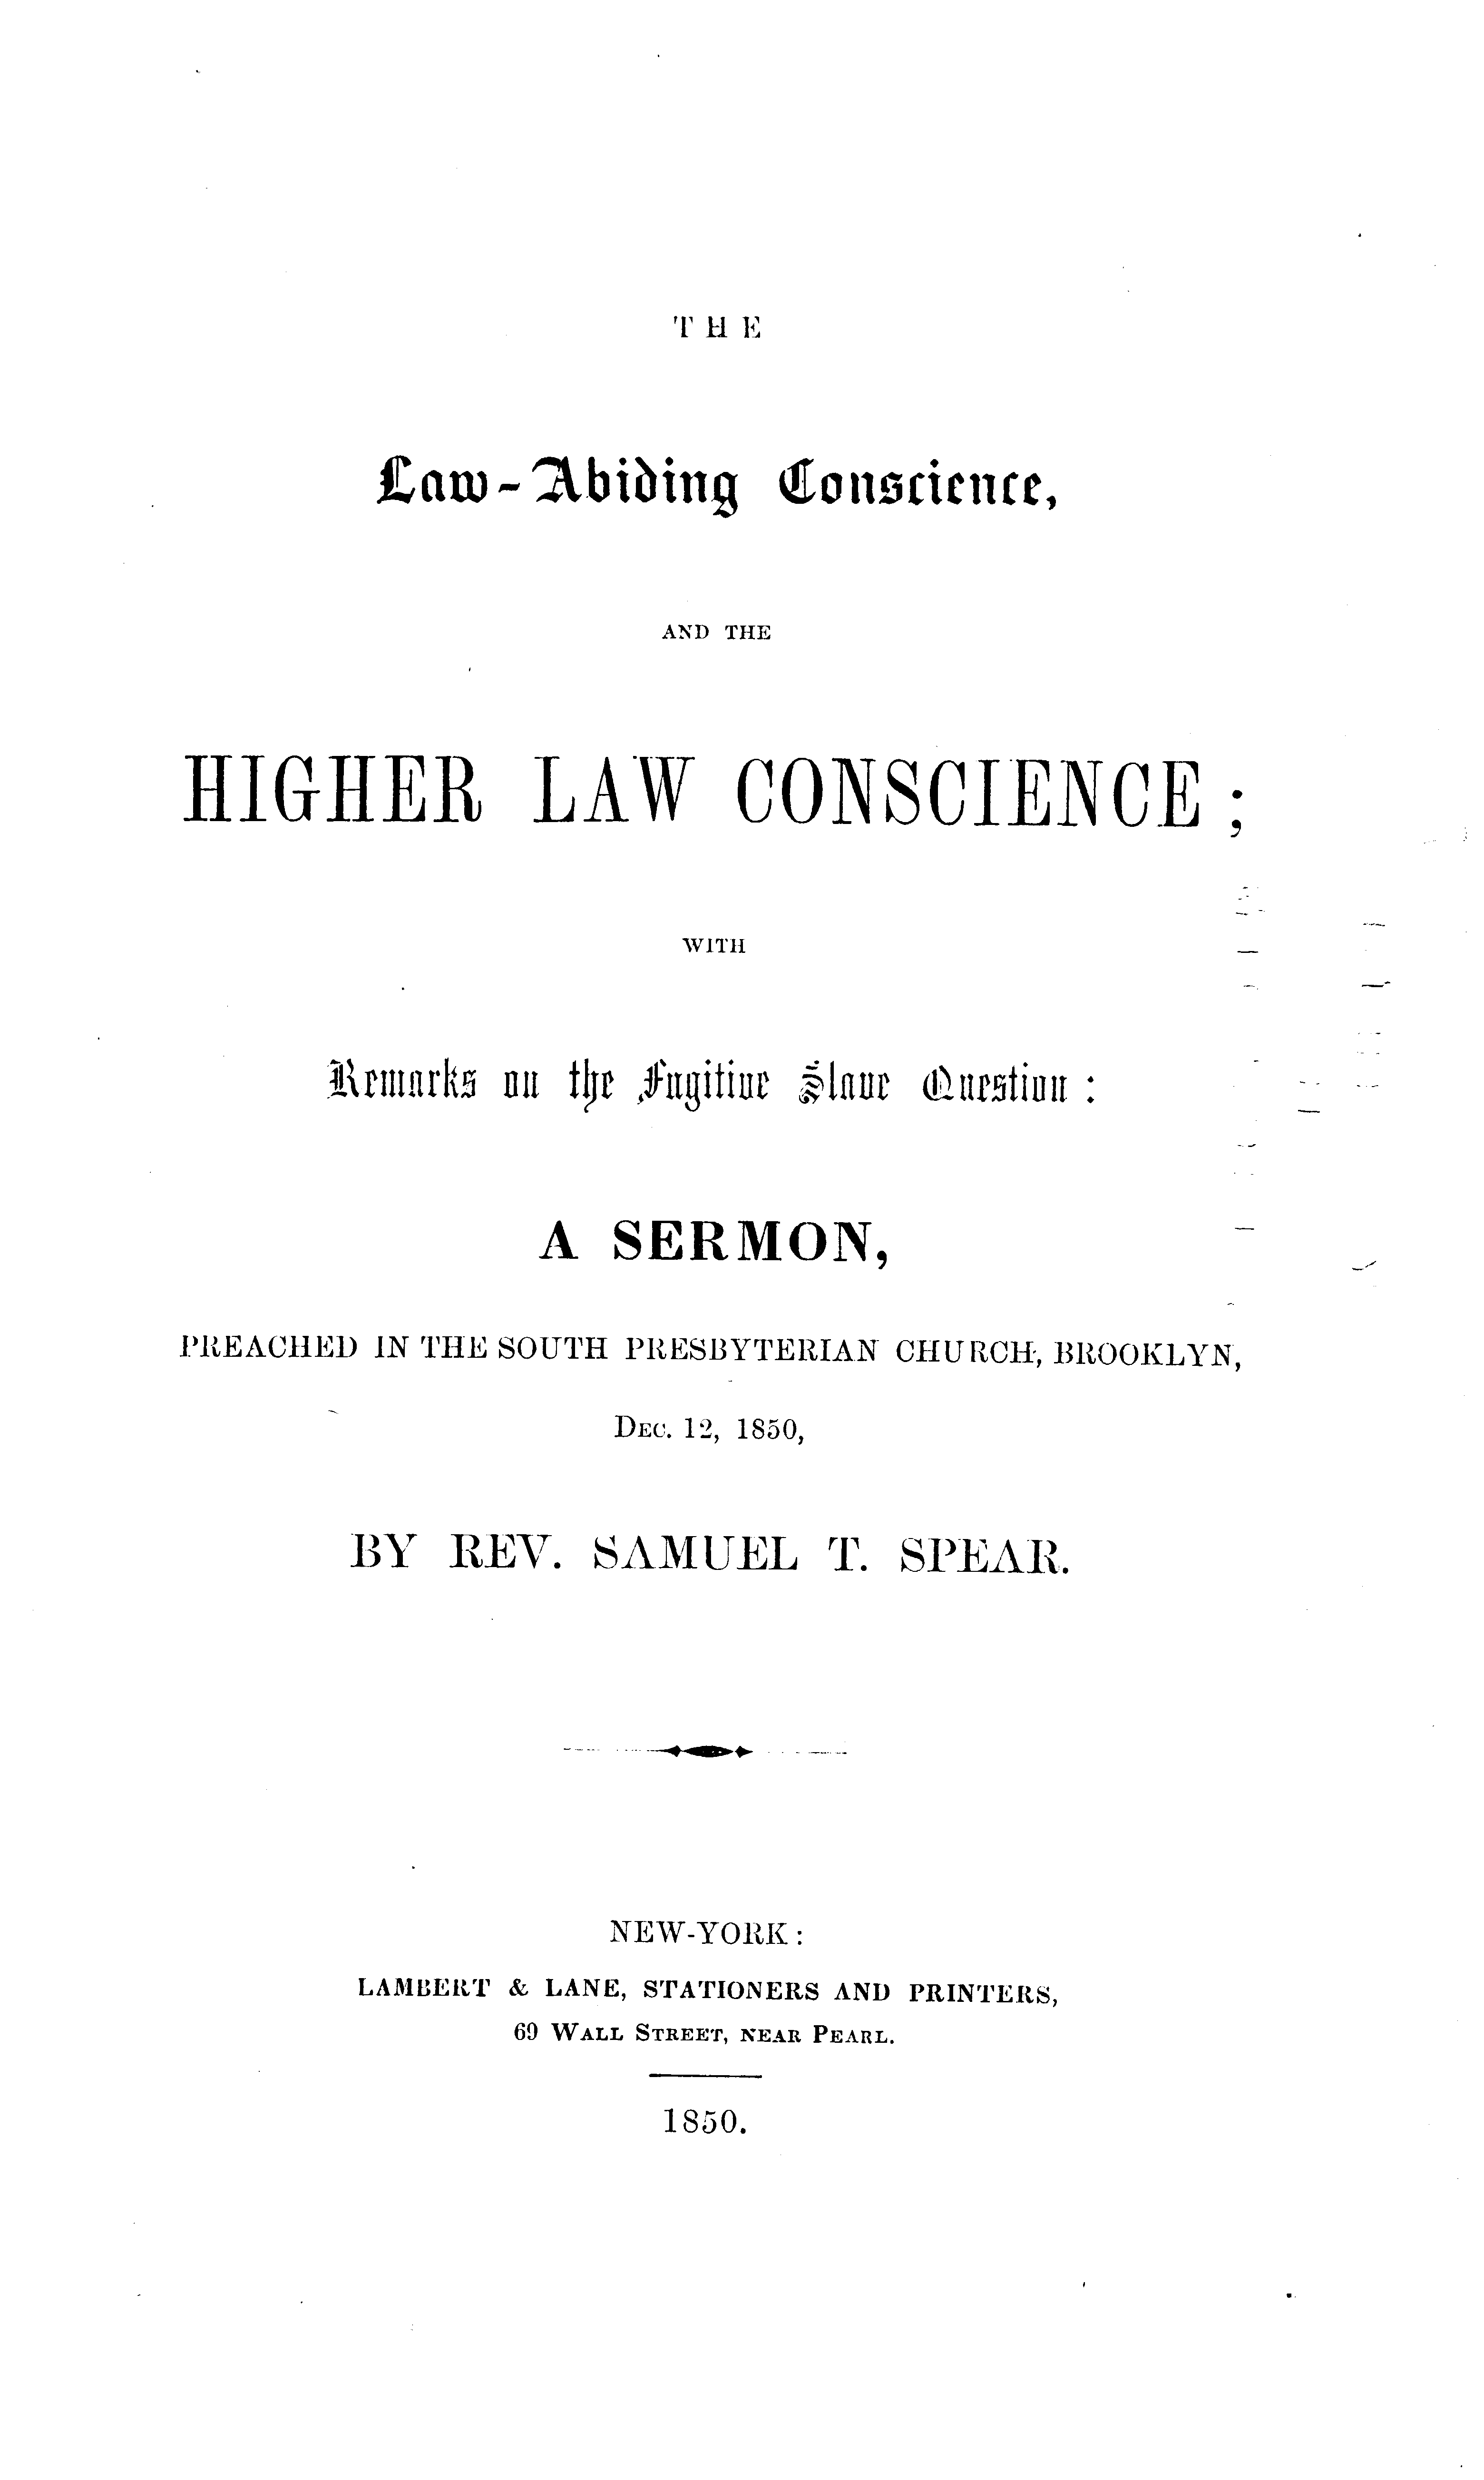 THE
Law-Abiding Conscience,
AND THE
HIGHER LAW CONSCIENCE;
WITH
Remarks on the Fugitive Slave Question:
A SERMON,
PREACHED IN THE SOUTH PRESBYTERIAN CHURCH, BROOKLYN,
DEC. 12, 1850,
BY REV. SAMUEL T. SPEAR.
NEW-YORK:
LAMBERT & LANE, STATIONERS AND PRINTERS,
69 WALL STREET, NEAR PEARL.
1850.